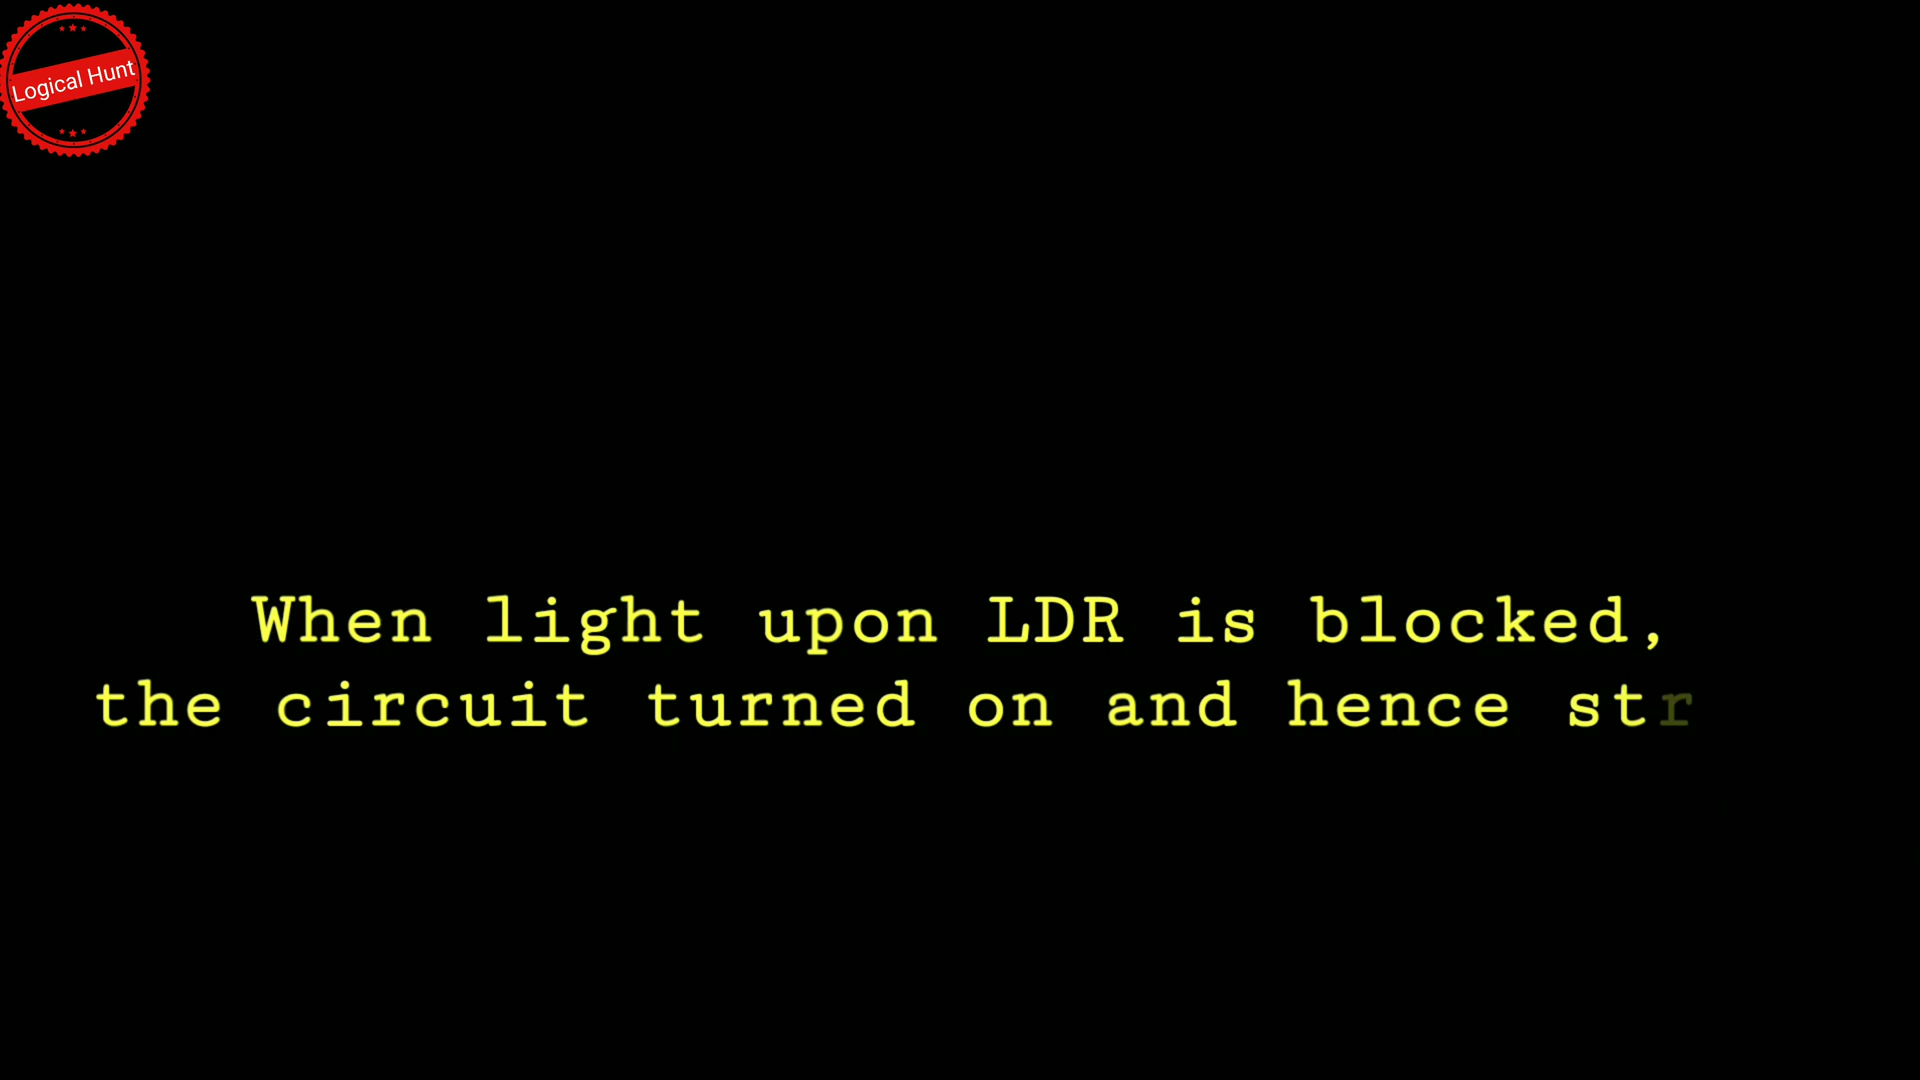 Logical Hunt
When light upon LDR is blocked,
the circuit turned on and hence str